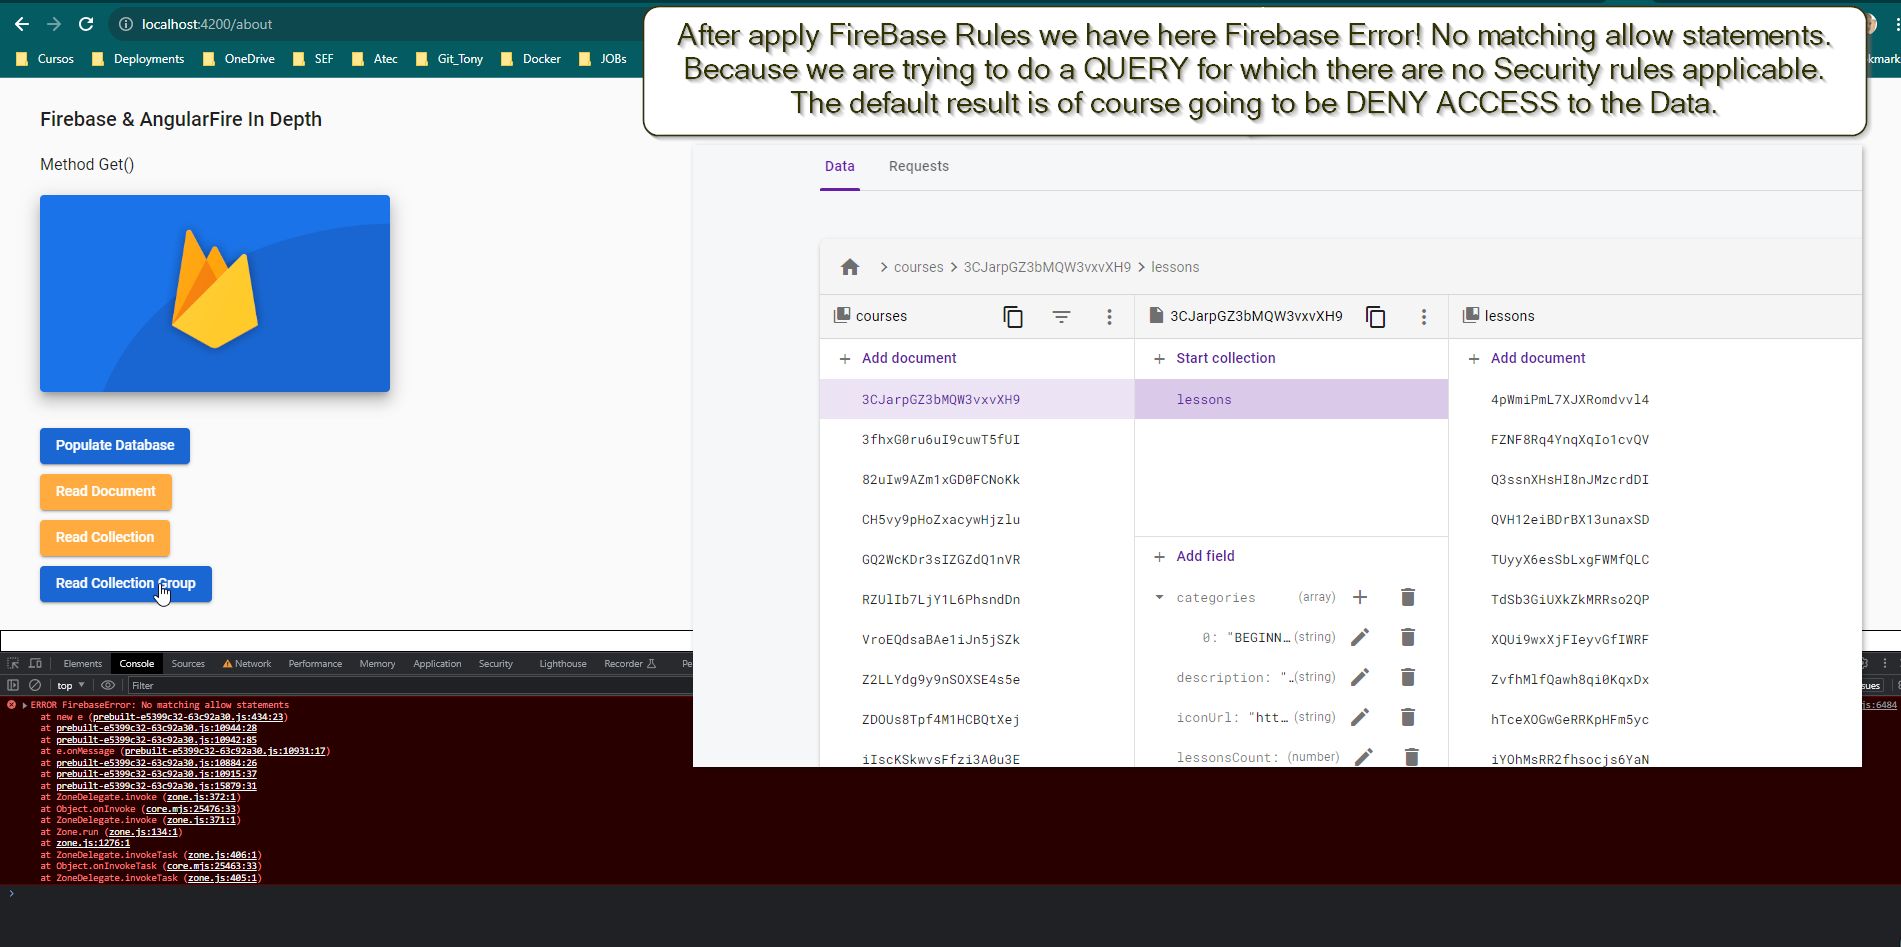 localhost:4200/about
Cursos Deployments OneDrive SEF Atec Git_Tony Docker JOBs
After apply FireBase Rules we have here Firebase Error! No matching allow statements.
Because we are trying to do a QUERY for which there are no Security rules applicable.
The default result is of course going to be DENY ACCESS to the Data.
Firebase & AngularFire In Depth
Method Get()
Populate Database
Read Document
Read Collection
Read Collection Group
Data Requests
courses > 3CJarpGZ3bMQW3vxvXH9 > lessons
courses
Add document
3CJarpGZ3bMQW3vxvXH9
3fhxG0ru6uI9cuwT5fUI
82uIw9AZm1xGD0FCNoKk
CH5vy9pHoZxacywHjzlu
GQ2WcKDr3sIZGZdQ1nVR
RZUlIb7LjY1L6PhsndDn
VroEQdsaBAe1iJn5jSZk
Z2LLYdg9y9nSOXSE4s5e
ZDOUs8Tpf4M1HCBQtXej
iIscKSkwvsFfzi3A0u3E
3CJarpGZ3bMQW3vxvXH9
Start collection
lessons
Add field
categories (array)
0: "BEGINN... (string)
description: "... (string)
iconUrl: "htt... (string)
lessonsCount: (number)
lessons
Add document
4pWmiPmL7XJXRomdvvl4
FZNF8Rq4YnqXqIo1cvQV
Q3ssnXHsHI8nJMzcrdDI
QVH12eiBDrBX13unaxSD
TUyyX6esSbLxgFWMfQLC
TdSb3GiUXkZkMRRso2QP
XQUi9wxXjFIeyvGfIWRF
ZvfhMlfQawh8qi0KqxDx
hTceXOGwGeRRKpHFm5yc
iYOhMsRR2fhsocjs6YaN
Elements Console Sources Network Performance Memory Application Security Lighthouse Recorder Pe
top Filter
ERROR FirebaseError: No matching allow statements
at new e (prebuilt-e5399c32-63c92a30.js:434:23)
at prebuilt-e5399c32-63c92a30.js:10944:28
at prebuilt-e5399c32-63c92a30.js:10942:85
at e.onMessage (prebuilt-e5399c32-63c92a30.js:10931:17)
at prebuilt-e5399c32-63c92a30.js:10884:26
at prebuilt-e5399c32-63c92a30.js:10915:37
at prebuilt-e5399c32-63c92a30.js:15879:31
at ZoneDelegate.invoke (zone.js:372:1)
at Object.onInvoke (core.mjs:25476:33)
at ZoneDelegate.invoke (zone.js:371:1)
at Zone.run (zone.js:134:1)
at zone.js:1276:1
at ZoneDelegate.invokeTask (zone.js:406:1)
at Object.onInvokeTask (core.mjs:25463:33)
at ZoneDelegate.invokeTask (zone.js:405:1)